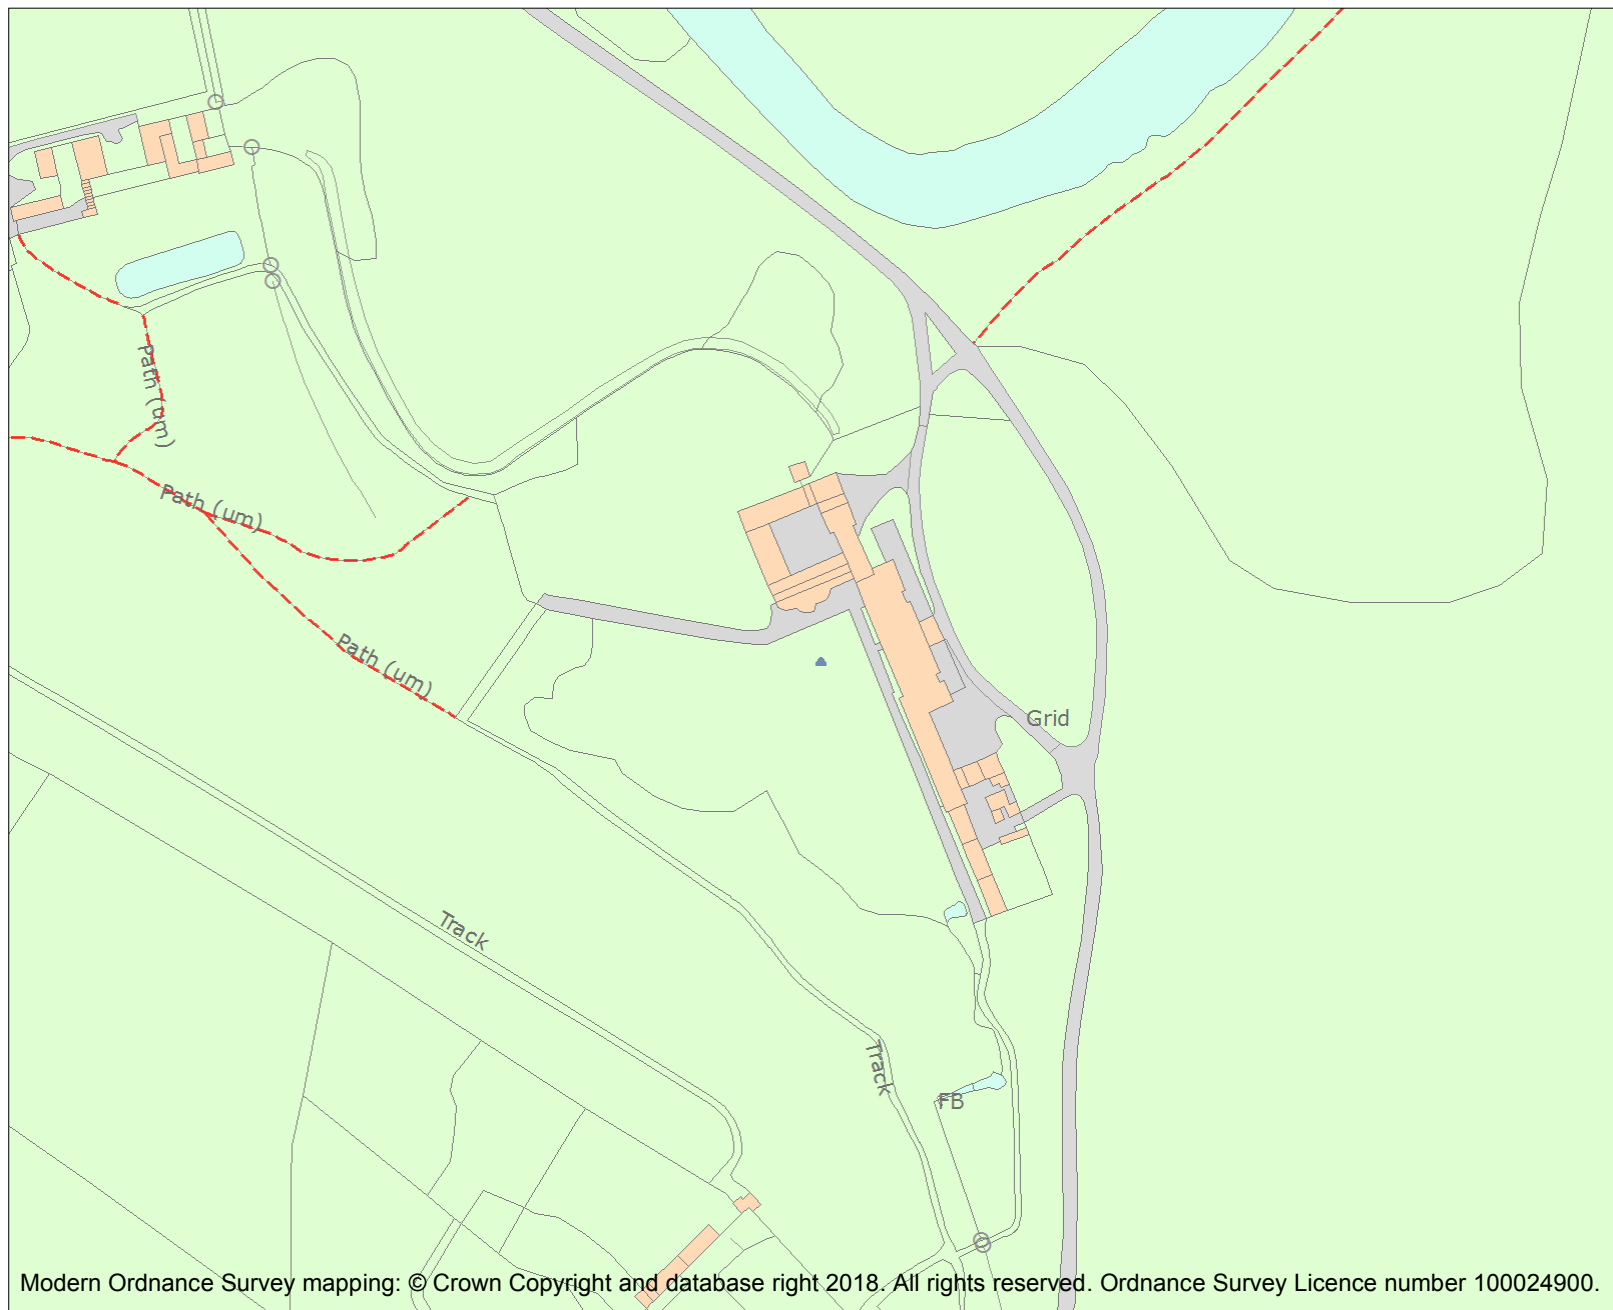 Path (um)
Path (um)
Path (um)
Grid
Track
Track
FB
Modern Ordnance Survey mapping: © Crown Copyright and database right 2018. All rights reserved. Ordnance Survey Licence number 100024900.